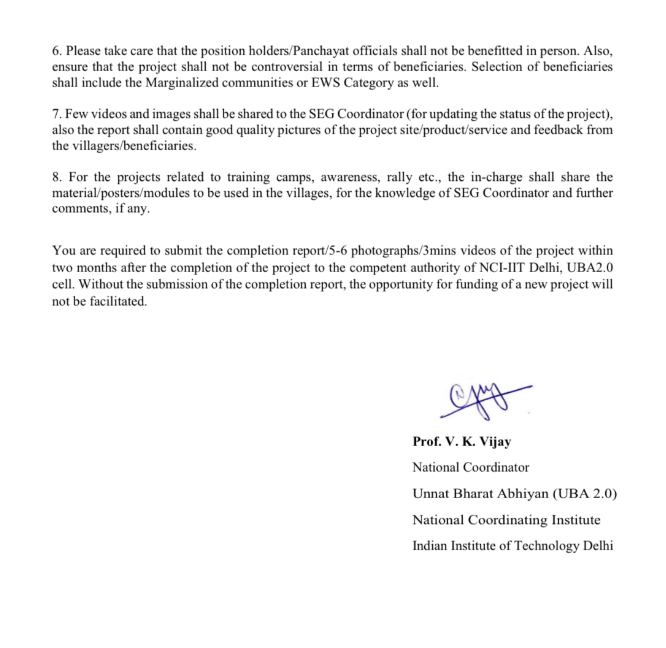 6. Please take care that the position holders/Panchayat officials shall not be benefitted in person. Also,
ensure that the project shall not be controversial in terms of beneficiaries. Selection of beneficiaries
shall include the Marginalized communities or EWS Category as well.
7. Few videos and images shall be shared to the SEG Coordinator (for updating the status of the project),
also the report shall contain good quality pictures of the project site/product/service and feedback from
the villagers/beneficiaries.
8. For the projects related to training camps, awareness, rally etc., the in-charge shall share the
material/posters/modules to be used in the villages, for the knowledge of SEG Coordinator and further
comments, if any.
You are required to submit the completion report/5-6 photographs/3mins videos of the project within
two months after the completion of the project to the competent authority of NCI-IIT Delhi, UBA2.0
cell. Without the submission of the completion report, the opportunity for funding of a new project will
not be facilitated.
Prof. V. K. Vijay
National Coordinator
Unnat Bharat Abhiyan (UBA 2.0)
National Coordinating Institute
Indian Institute of Technology Delhi